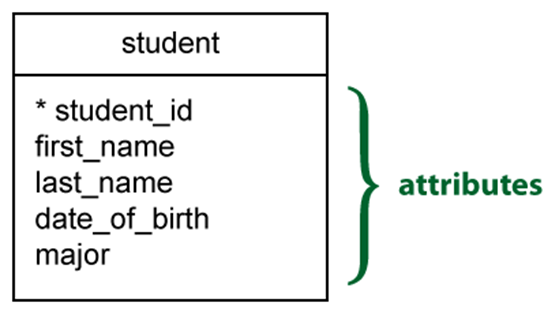 student
* student_id
first_name
last_name
date_of_birth
major
attributes